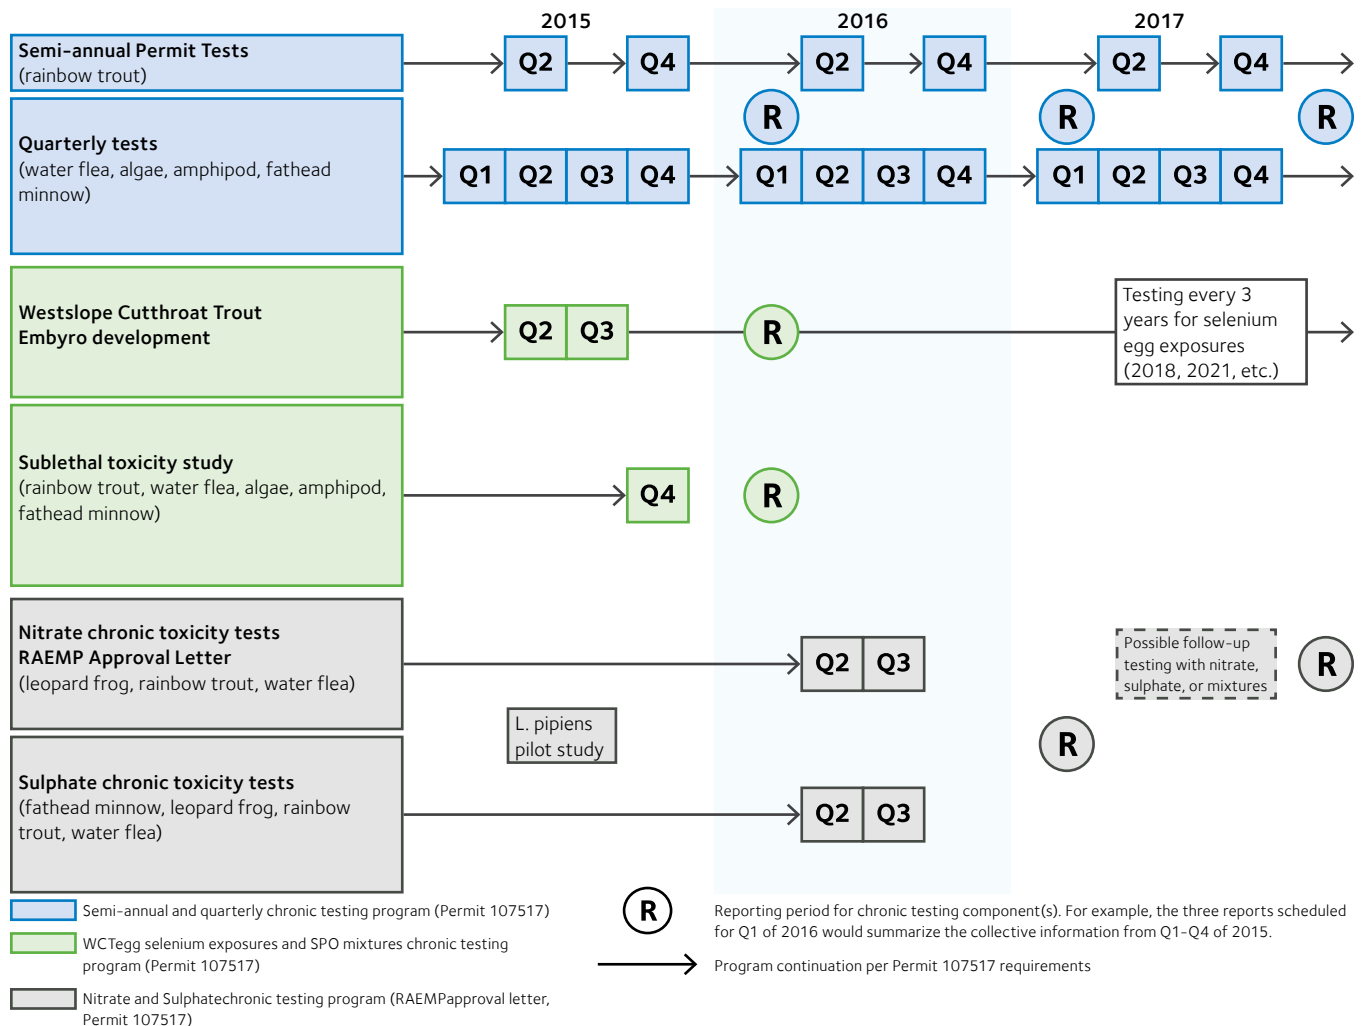 2015
2016
2017
Semi-annual Permit Tests
(rainbow trout)
Q2
Q4
Q2
Q4
Q2
Q4
R
R
R
Quarterly tests
(water flea, algae, amphipod, fathead
minnow)
Q1
Q2
Q3
Q4
Q1
Q2
Q3
Q4
Q1
Q2
Q3
Q4
Westslope Cutthroat Trout
Embyro development
Q2
Q3
R
Testing every 3
years for selenium
egg exposures
(2018, 2021, etc.)
Sublethal toxicity study
(rainbow trout, water flea, algae, amphipod,
fathead minnow)
Q4
R
Nitrate chronic toxicity tests
RAEMP Approval Letter
(leopard frog, rainbow trout, water flea)
Q2
Q3
Possible follow-up
testing with nitrate,
sulphate, or mixtures
R
L. pipiens
pilot study
R
Sulphate chronic toxicity tests
(fathead minnow, leopard frog, rainbow
trout, water flea)
Q2
Q3
Semi-annual and quarterly chronic testing program (Permit 107517)
WCTegg selenium exposures and SPO mixtures chronic testing
program (Permit 107517)
Nitrate and Sulphatechronic testing program (RAEMPapproval letter,
Permit 107517)
R
Reporting period for chronic testing component(s). For example, the three reports scheduled
for Q1 of 2016 would summarize the collective information from Q1-Q4 of 2015.
Program continuation per Permit 107517 requirements